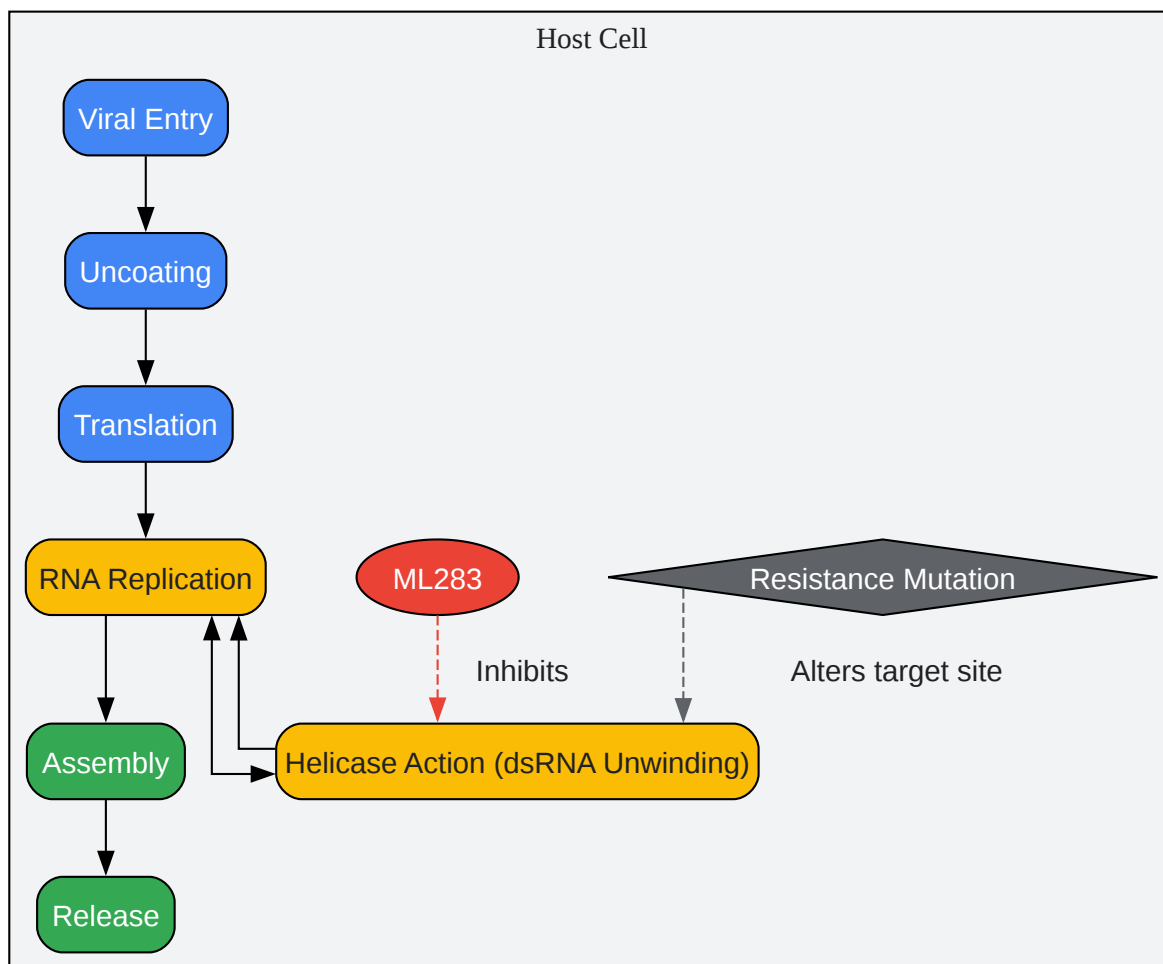 Host Cell
Viral Entry
Uncoating
Translation
RNA Replication
ML283
Resistance Mutation
Inhibits
Alters target site
Assembly
Helicase Action (dsRNA Unwinding)
Release